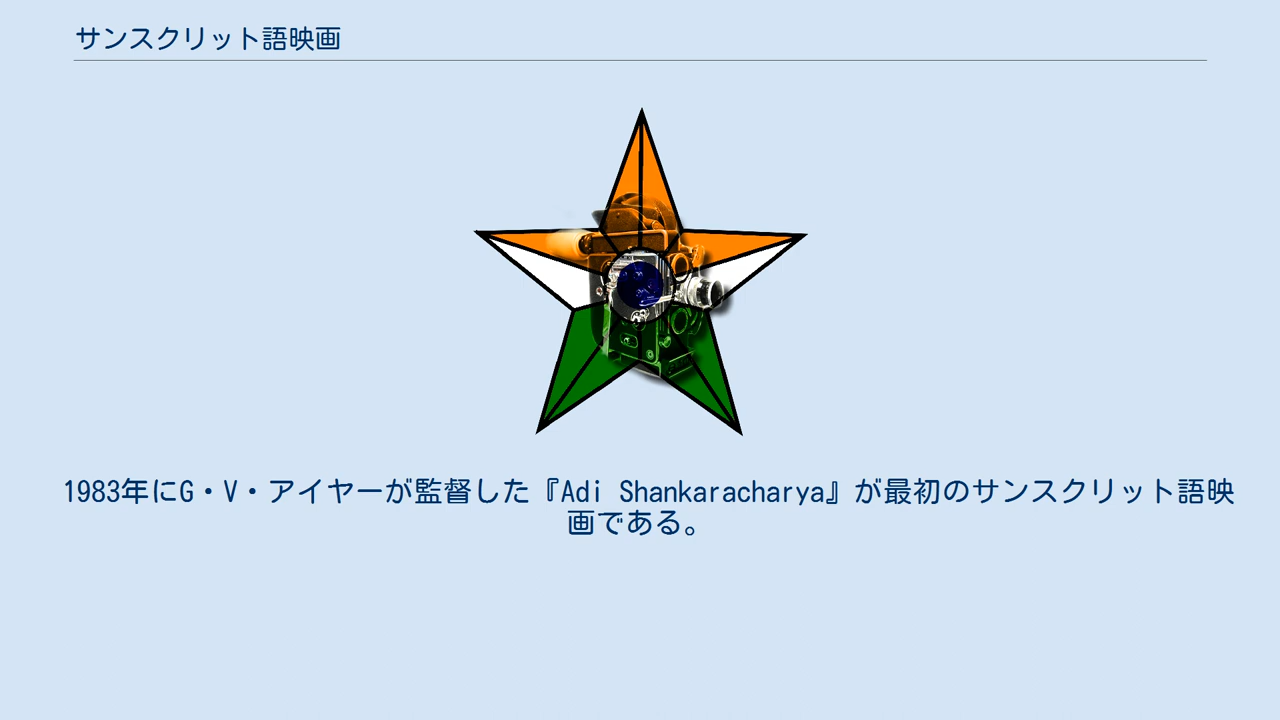 サンスクリット語映画
1983年にG・V・アイヤーが監督した『Adi Shankaracharya』が最初のサンスクリット語映
画である。